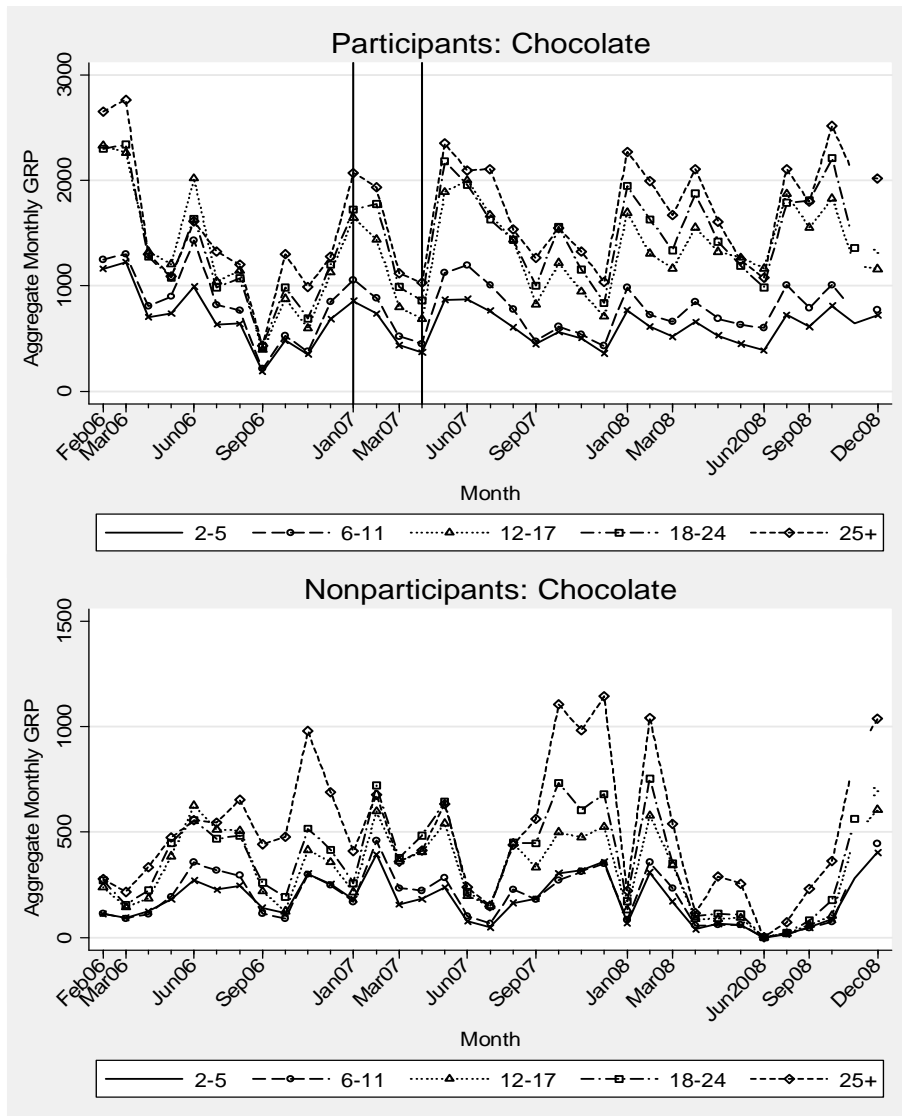 Participants: Chocolate
Aggregate Monthly GRP
3000
2000
1000
0
Feb06
Mar06
Jun06
Sep06
Jan07
Mar07
Jun07
Sep07
Jan08
Mar08
Jun2008
Sep08
Dec08
Month
2-5 6-11 12-17 18-24 25+
Nonparticipants: Chocolate
Aggregate Monthly GRP
1500
1000
500
0
Feb06
Mar06
Jun06
Sep06
Jan07
Mar07
Jun07
Sep07
Jan08
Mar08
Jun2008
Sep08
Dec08
Month
2-5 6-11 12-17 18-24 25+